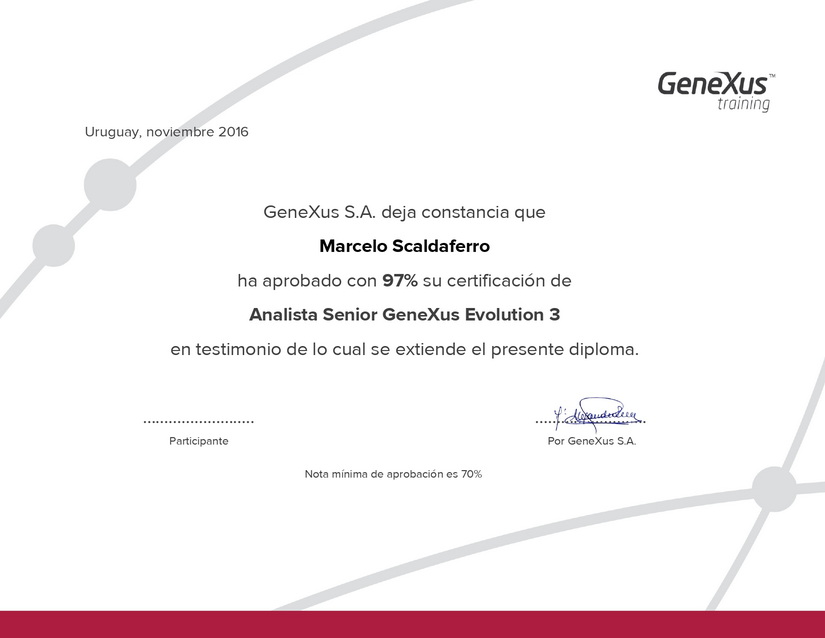 GeneXus™
training
Uruguay, noviembre 2016
GeneXus S.A. deja constancia que
Marcelo Scaldaferro
ha aprobado con 97% su certificación de
Analista Senior GeneXus Evolution 3
en testimonio de lo cual se extiende el presente diploma.
Participante
Por GeneXus S.A.
Nota mínima de aprobación es 70%